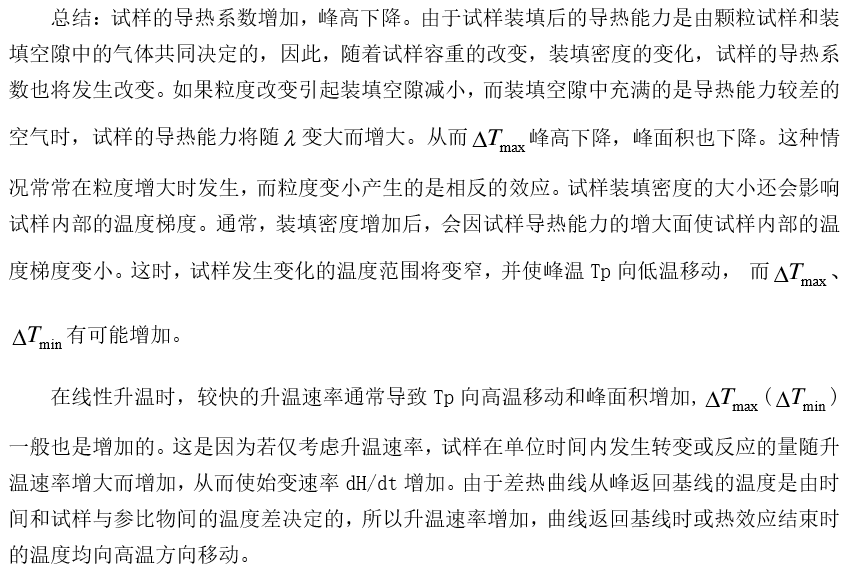 总结：试样的导热系数增加，峰高下降。由于试样装填后的导热能力是由颗粒试样和装
填空隙中的气体共同决定的，因此，随着试样容重的改变，装填密度的变化，试样的导热系
数也将发生改变。如果粒度改变引起装填空隙减小，而装填空隙中充满的是导热能力较差的
空气时，试样的导热能力将随λ变大而增大。从而ΔTmax峰高下降，峰面积也下降。这种情
况常常在粒度增大时发生，而粒度变小产生的是相反的效应。试样装填密度的大小还会影响
试样内部的温度梯度。通常，装填密度增加后，会因试样导热能力的增大面使试样内部的温
度梯度变小。这时，试样发生变化的温度范围将变窄，并使峰温 Tp 向低温移动， 而ΔTmax、
ΔTmin有可能增加。
在线性升温时，较快的升温速率通常导致 Tp 向高温移动和峰面积增加，ΔTmax（ΔTmin）
一般也是增加的。这是因为若仅考虑升温速率，试样在单位时间内发生转变或反应的量随升
温速率增大而增加，从而使始变速率 dH/dt 增加。由于差热曲线从峰返回基线的温度是由时
间和试样与参比物间的温度差决定的，所以升温速率增加，曲线返回基线时或热效应结束时
的温度均向高温方向移动。